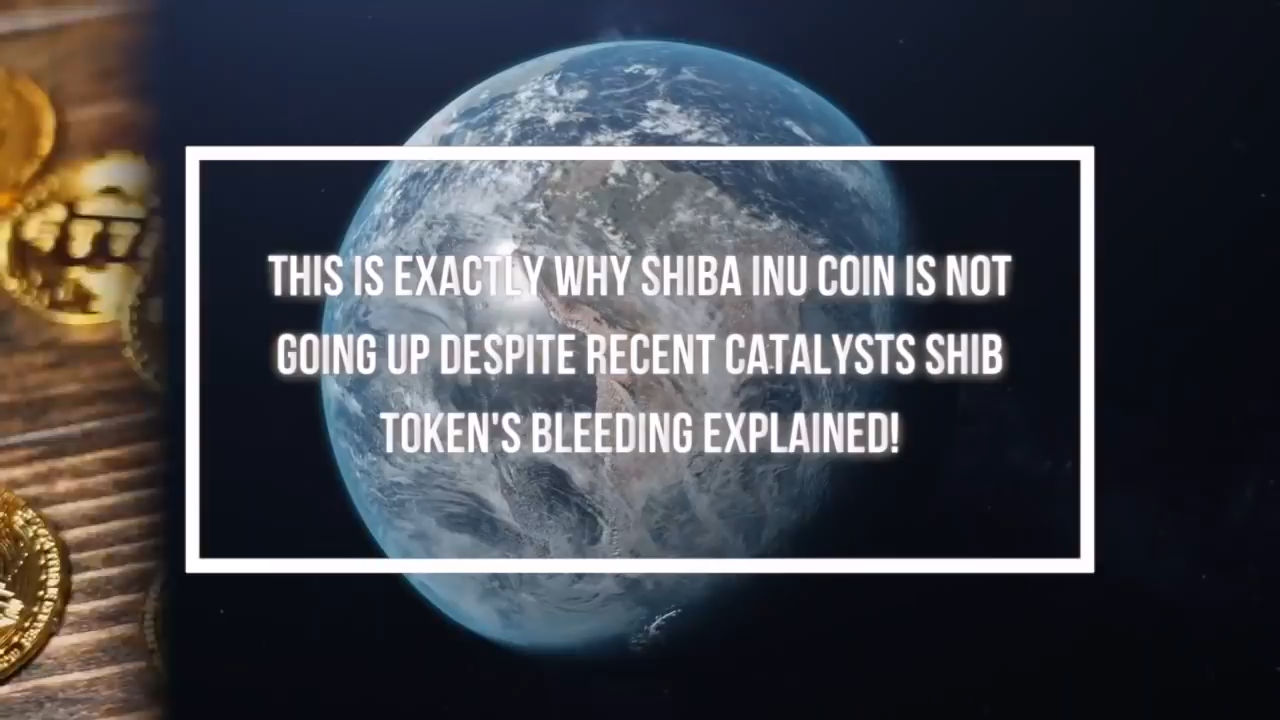 THIS IS EXACTLY WHY SHIBA INU COIN IS NOT
GOING UP DESPITE RECENT CATALYSTS SHIB
TOKEN'S BLEEDING EXPLAINED!